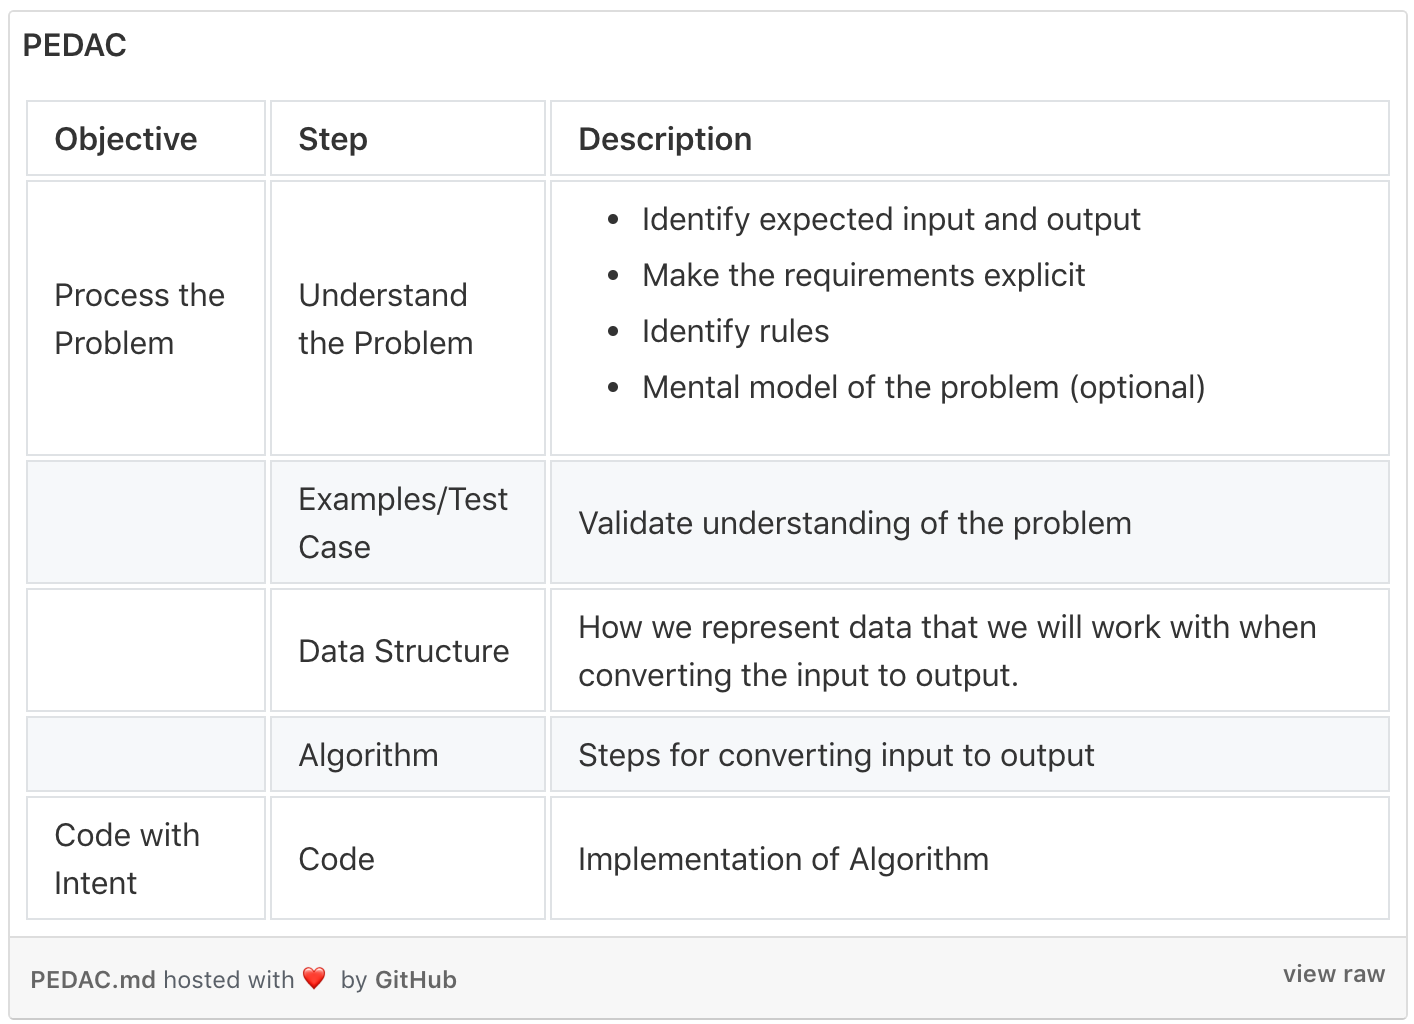 PEDAC
Objective
Step
Description
Process the
Problem
Understand
the Problem
• Identify expected input and output
• Make the requirements explicit
• Identify rules
• Mental model of the problem (optional)
Examples/Test
Case
Validate understanding of the problem
Data Structure
How we represent data that we will work with when
converting the input to output.
Algorithm
Steps for converting input to output
Code with
Intent
Code
Implementation of Algorithm
PEDAC.md hosted with ❤ by GitHub
view raw